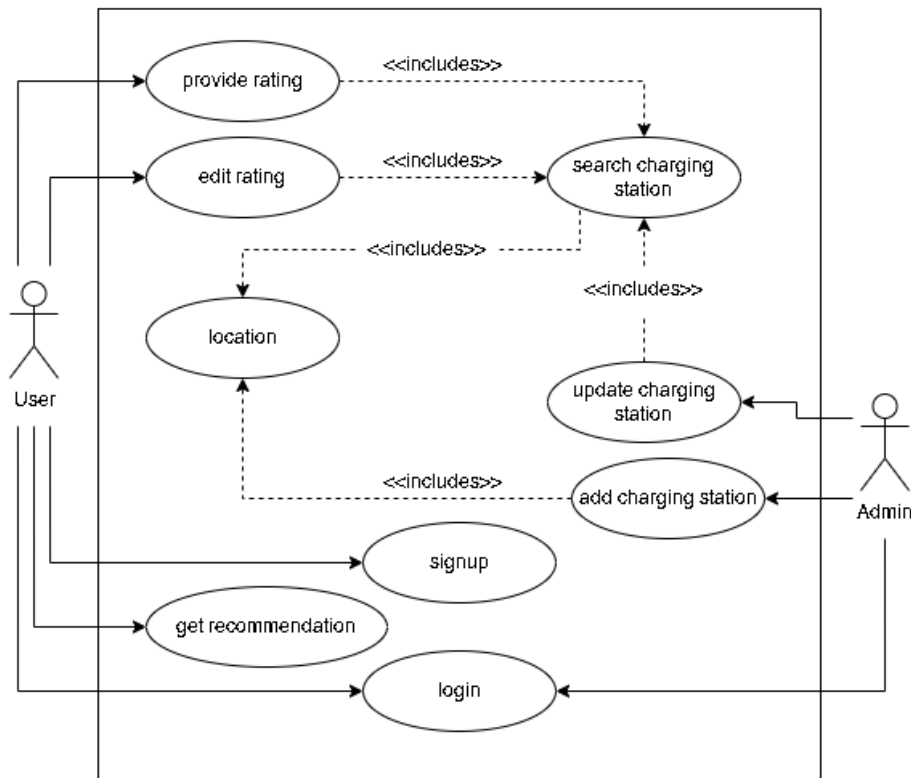 <<includes>>
provide rating
<<includes>>
edit rating
search charging
station
<<includes>>
<<includes>>
location
User
update charging
station
<<includes>>
add charging station
Admin
signup
get recommendation
login